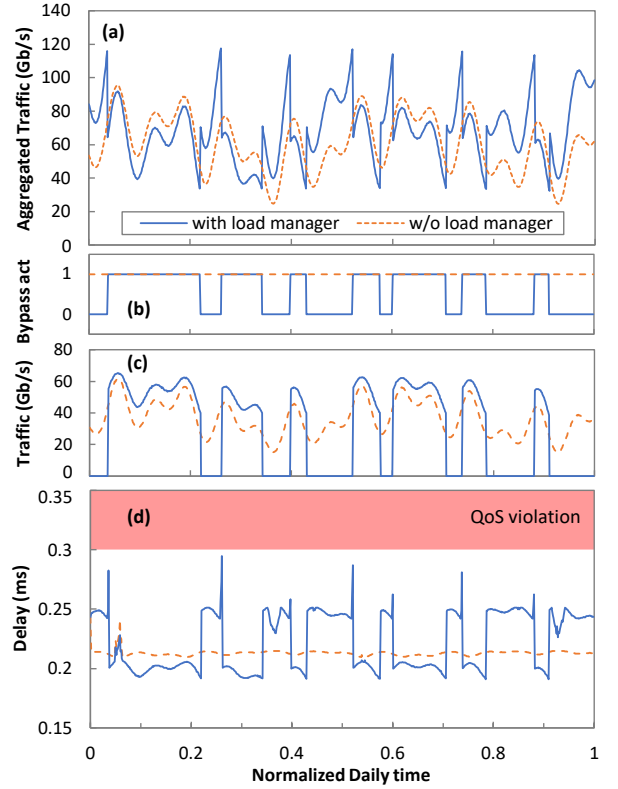 140
120
100
80
60
40
20
0
Aggregated Traffic (Gb/s)
(a)
with load manager
w/o load manager
1
0
Bypass act
(b)
80
60
40
20
0
Traffic (Gb/s)
(c)
0.35
0.3
0.25
0.2
0.15
Delay (ms)
(d)
QoS violation
0 0.2 0.4 0.6 0.8 1
Normalized Daily time